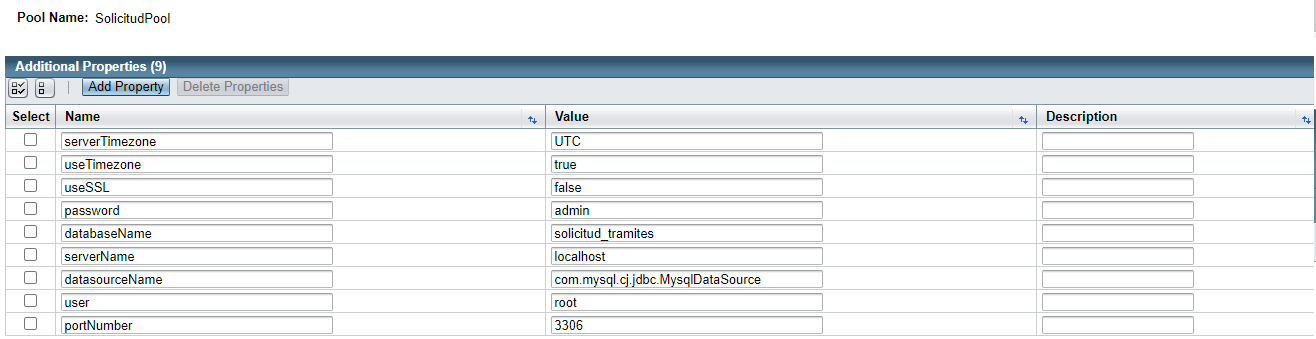 Pool Name: SolicitudPool
Additional Properties (9)
Add Property Delete Properties
Select Name Value Description
serverTimezone UTC
useTimezone true
useSSL false
password admin
databaseName solicitud_tramites
serverName localhost
datasourceName com.mysql.cj.jdbc.MysqlDataSource
user root
portNumber 3306